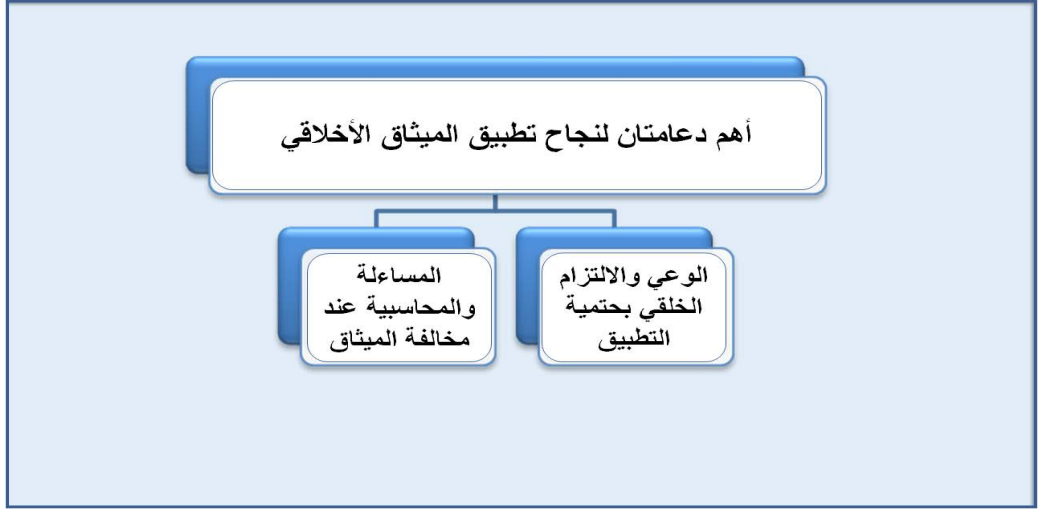 أهم دعامتان لنجاح تطبيق الميثاق الأخلاقي
الوعي والالتزام
الخلقي بحتمية
التطبيق
المساءلة
والمحاسبية عند
مخالفة الميثاق